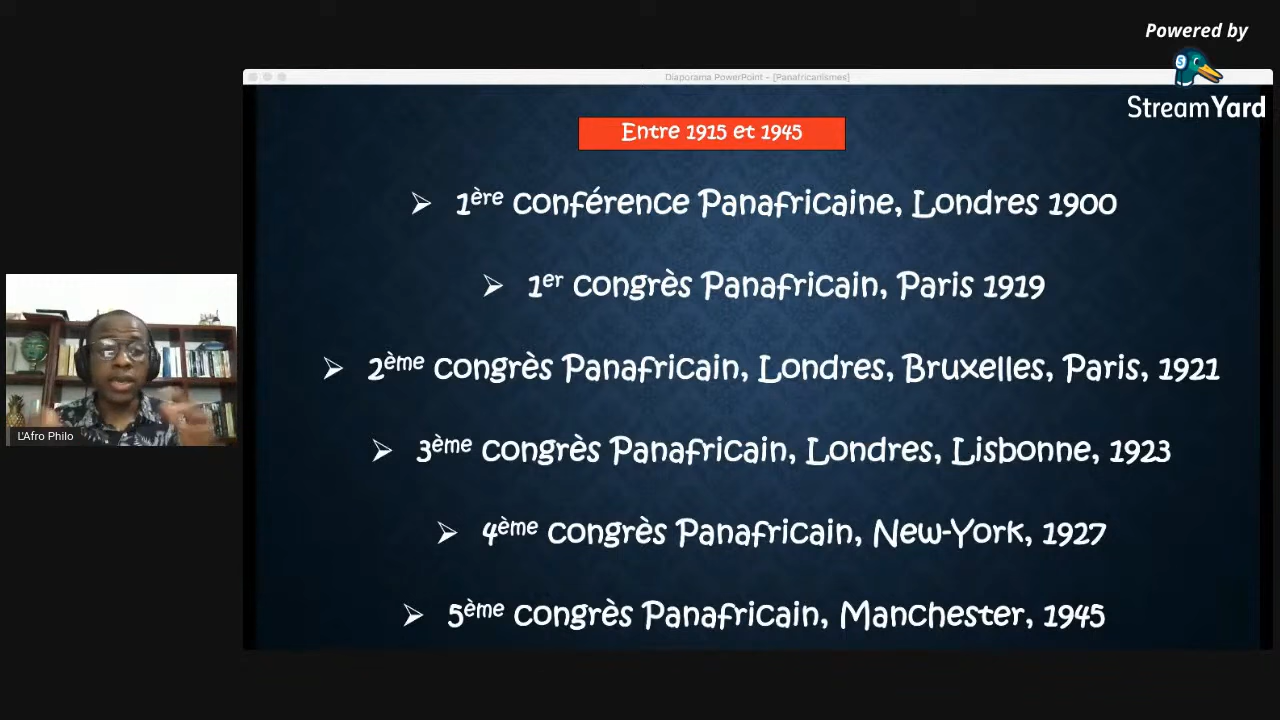 Powered by
StreamYard
Diaporama PowerPoint - [Panafricanismes]
Entre 1915 et 1945
1ère conférence Panafricaine, Londres 1900
1er congrès Panafricain, Paris 1919
2ème congrès Panafricain, Londres, Bruxelles, Paris, 1921
3ème congrès Panafricain, Londres, Lisbonne, 1923
4ème congrès Panafricain, New-York, 1927
5ème congrès Panafricain, Manchester, 1945
L'Afro Philo